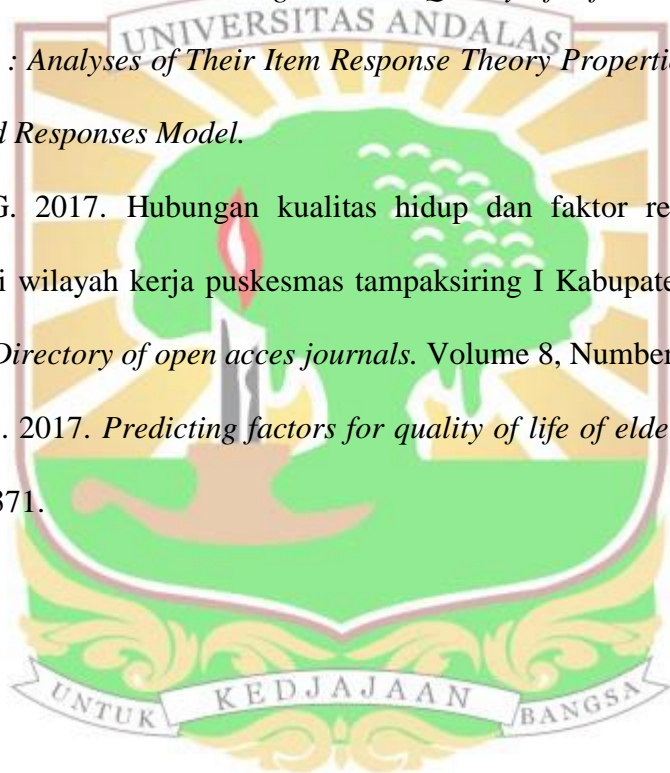 Quality of
UNIVERSITAS ANDALAS
: Analyses of Their Item Response Theory Properti
d Responses Model.
G. 2017. Hubungan kualitas hidup dan faktor re
i wilayah kerja puskesmas tampaksiring I Kabupate
Directory of open acces journals. Volume 8, Number
. 2017. Predicting factors for quality of life of elde
371.
UNTUK KEDJAJAAN BANGSA